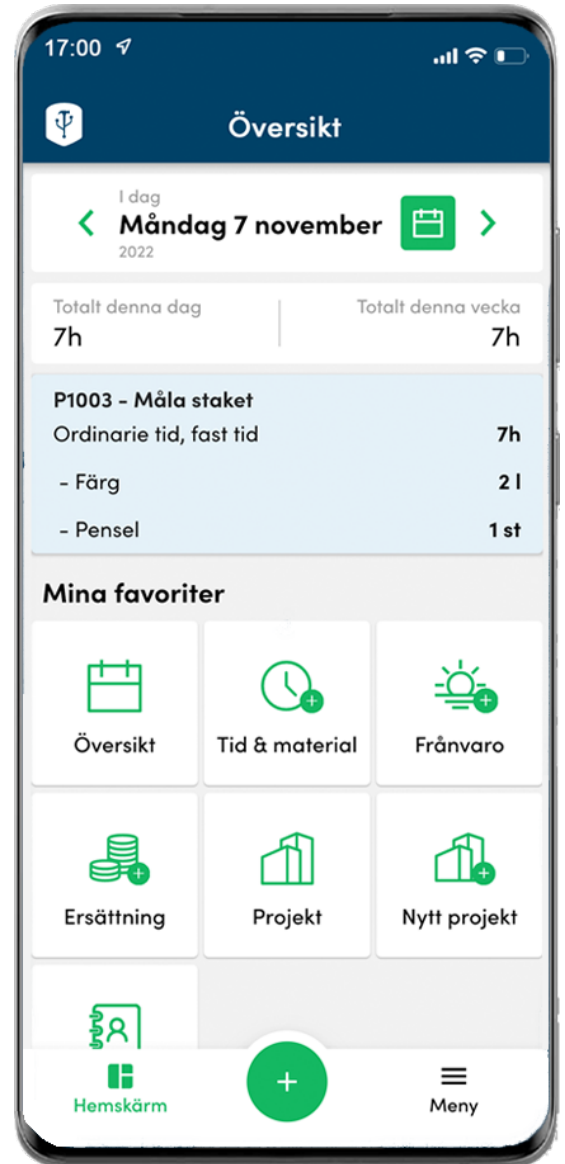 17:00
Översikt
I dag
Måndag 7 november
2022
Totalt denna dag
7h
Totalt denna vecka
7h
P1003 - Måla staket
Ordinarie tid, fast tid 7h
- Färg 2 l
- Pensel 1 st
Mina favoriter
Översikt
Tid & material
Frånvaro
Ersättning
Projekt
Nytt projekt
Hemskärm
+
Meny